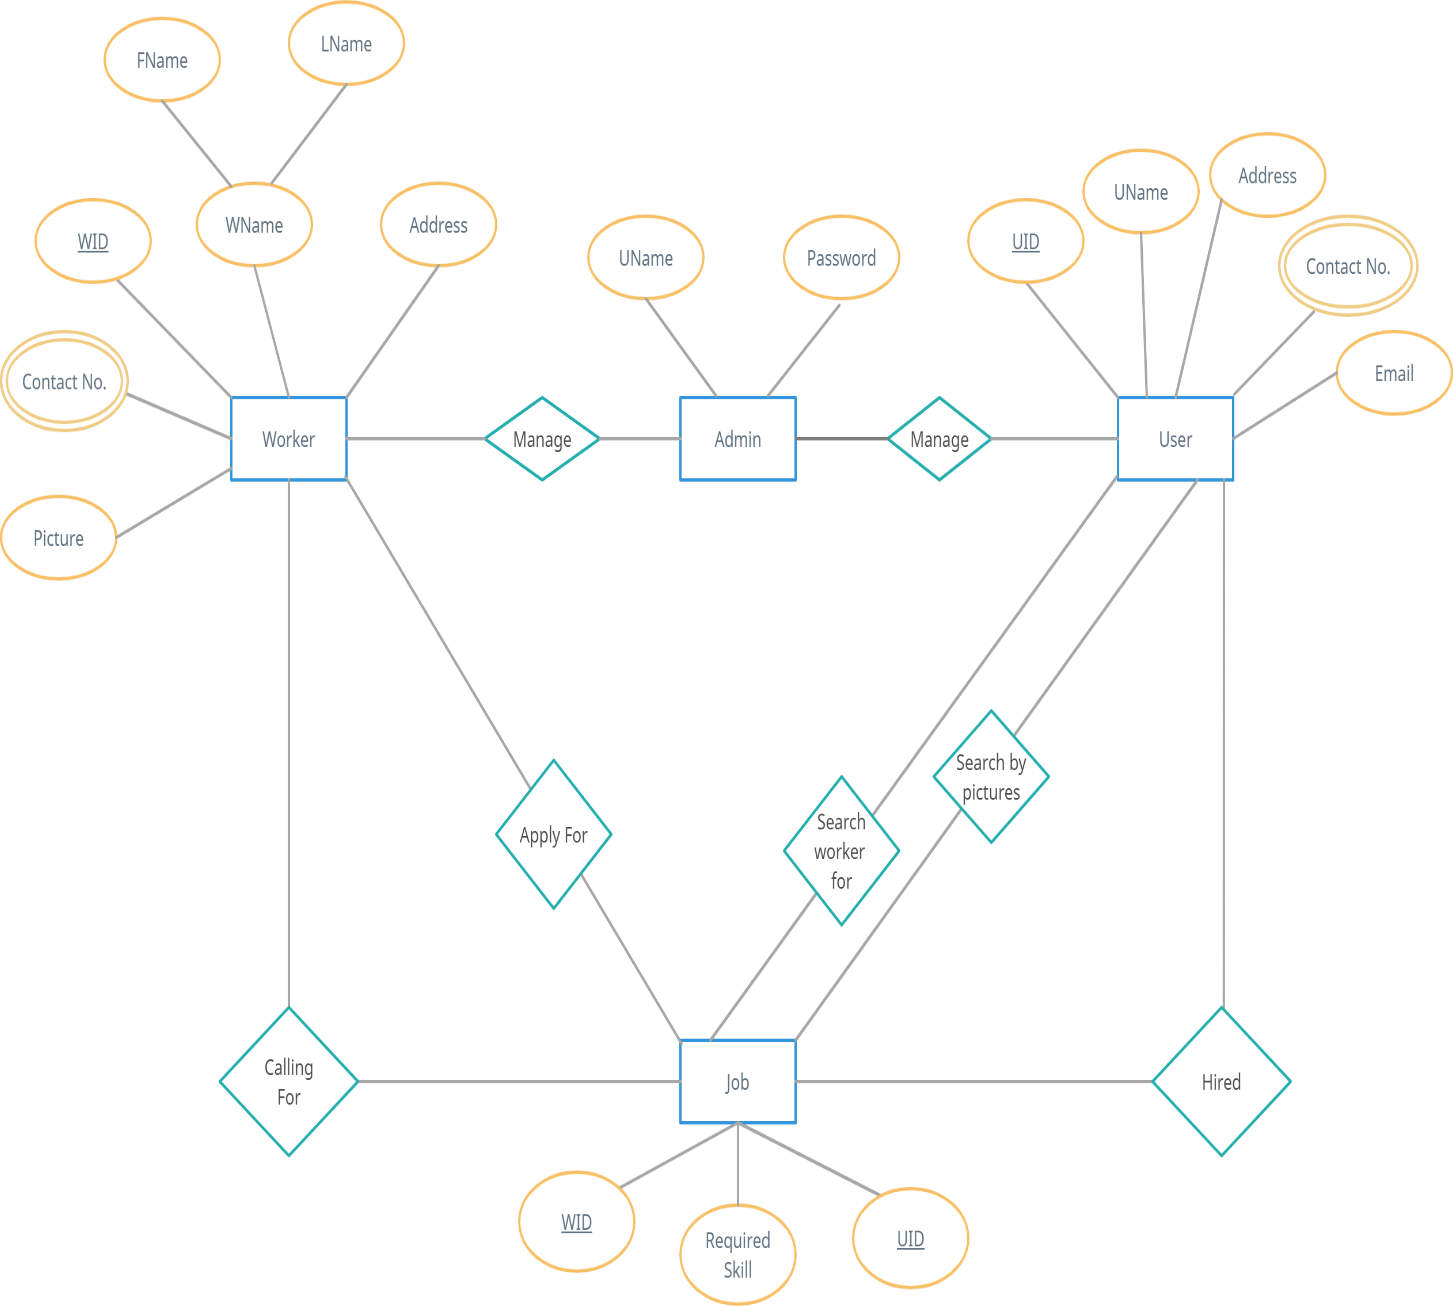 LName
FName
Address
UName
WName
Address
WID
UID
UName
Password
Contact No.
Email
Contact No.
Worker
Manage
Admin
Manage
User
Picture
Search by
pictures
Search
worker
for
Apply For
Calling
For
Job
Hired
WID
Required
Skill
UID